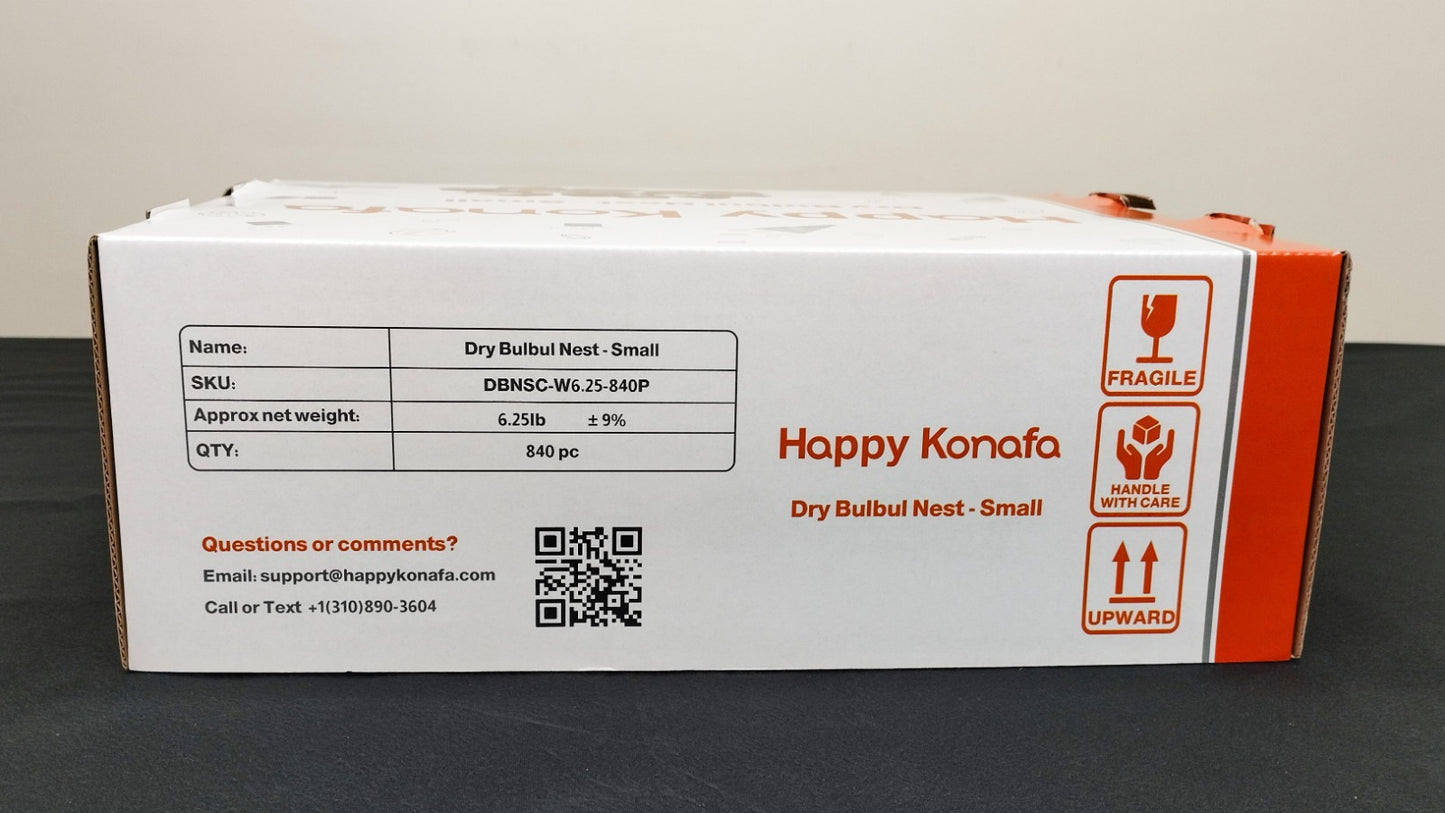 Happy Konafa
Name: Dry Bulbul Nest - Small
SKU: DBNSC-W6.25-840P
Approx net weight: 6.25lb ± 9%
QTY: 840 pc
Questions or comments?
Email: support@happykonafa.com
Call or Text +1(310)890-3604
Happy Konafa
Dry Bulbul Nest - Small
FRAGILE
HANDLE
WITH CARE
UPWARD